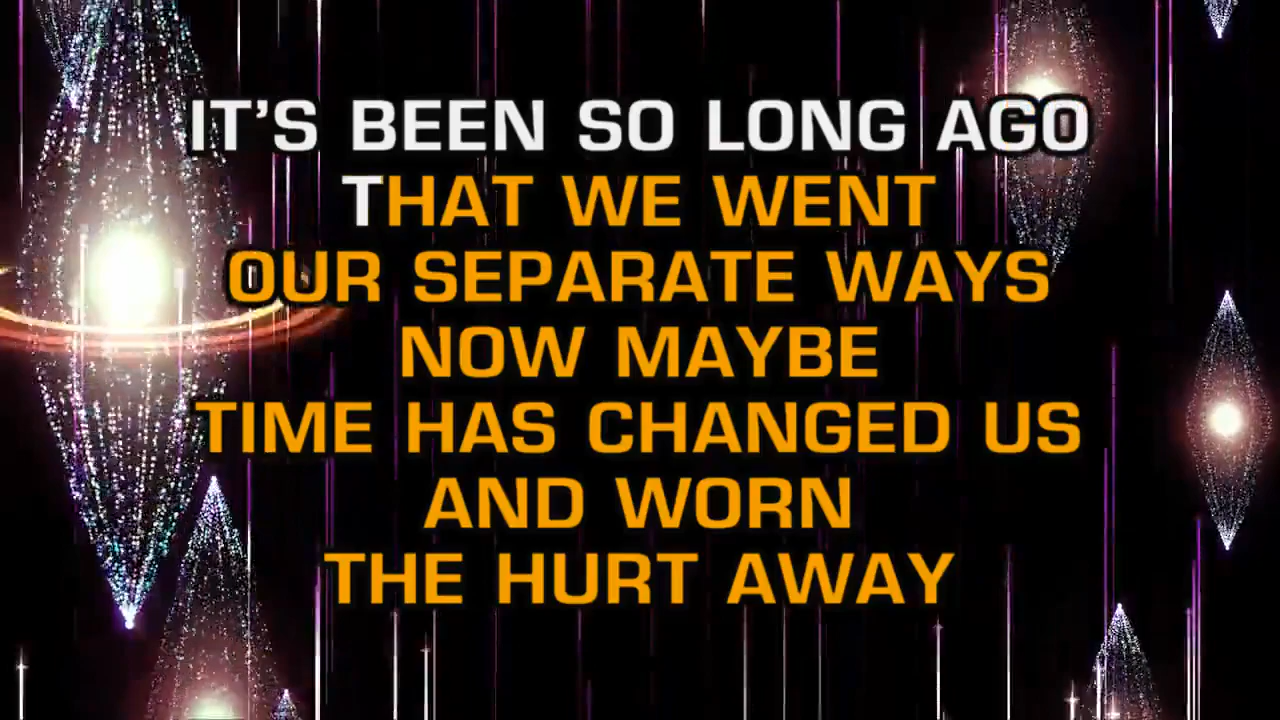 IT'S BEEN SO LONG AGO
THAT WE WENT
OUR SEPARATE WAYS
NOW MAYBE
TIME HAS CHANGED US
AND WORN
THE HURT AWAY